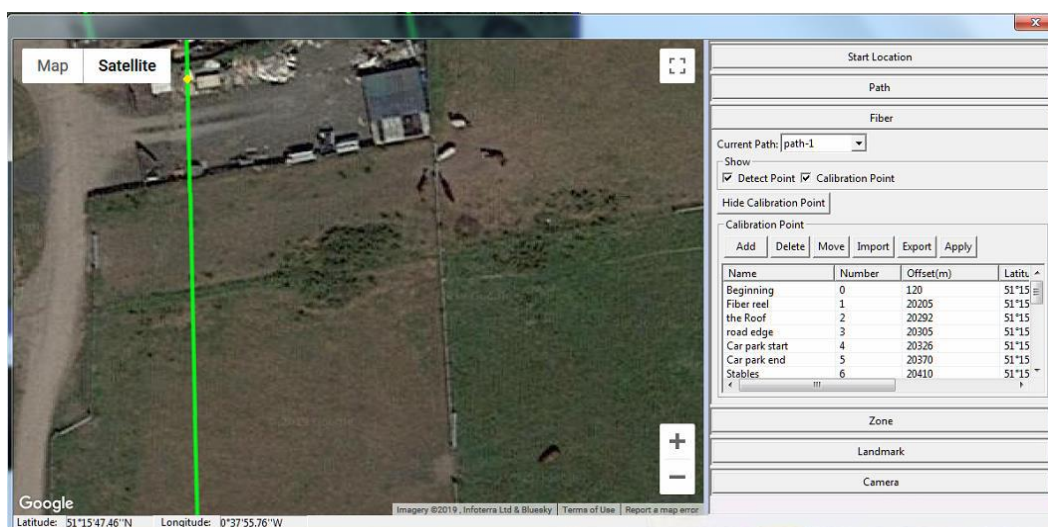 Map Satellite
Start Location
Path
Fiber
Current Path: path-1
Show
Detect Point Calibration Point
Hide Calibration Point
Calibration Point
Add Delete Move Import Export Apply
Name Number Offset(m) Latitu
Beginning 0 120 51°15
Fiber reel 1 20205 51°15
the Roof 2 20292 51°15
road edge 3 20305 51°15
Car park start 4 20326 51°15
Car park end 5 20370 51°15
Stables 6 20410 51°15
Zone
Landmark
Camera
Google
Imagery ©2019 , Infoterra Ltd & Bluesky Terms of Use Report a map error
Latitude: 51°15'47.46''N Longitude: 0°37'55.76''W